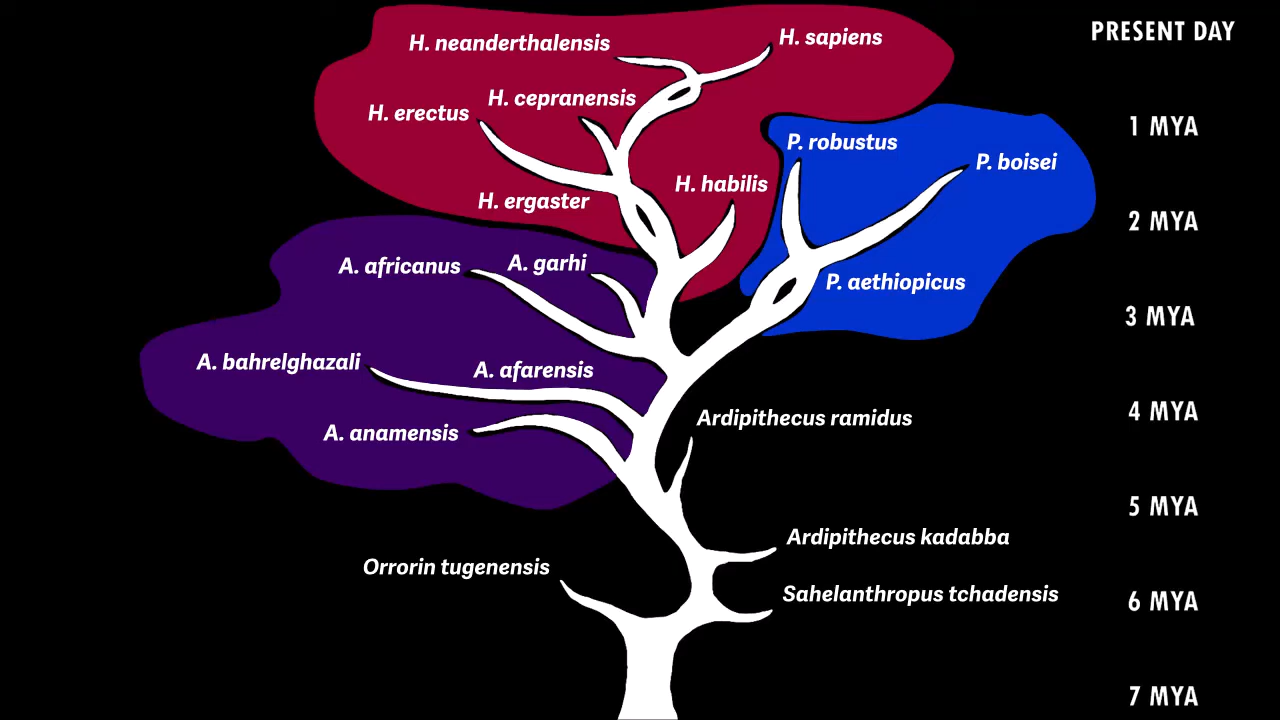 PRESENT DAY
H. neanderthalensis
H. sapiens
H. cepranensis
H. erectus
1 MYA
P. robustus
P. boisei
H. habilis
H. ergaster
2 MYA
A. africanus
A. garhi
P. aethiopicus
3 MYA
A. bahrelghazali
A. afarensis
4 MYA
Ardipithecus ramidus
A. anamensis
5 MYA
Ardipithecus kadabba
Orrorin tugenensis
Sahelanthropus tchadensis
6 MYA
7 MYA